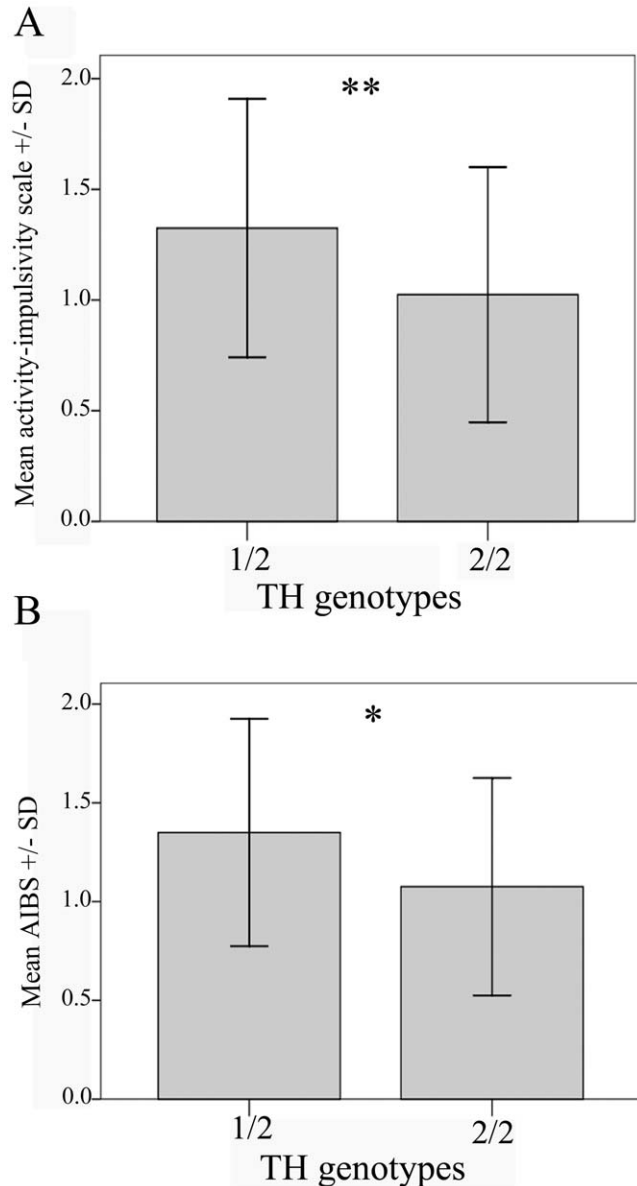 A
Mean activity-impulsivity scale +/- SD
2.0
1.5
1.0
0.5
0.0
**
1/2 2/2
TH genotypes
B
Mean AIBS +/- SD
2.0
1.5
1.0
0.5
0.0
*
1/2 2/2
TH genotypes